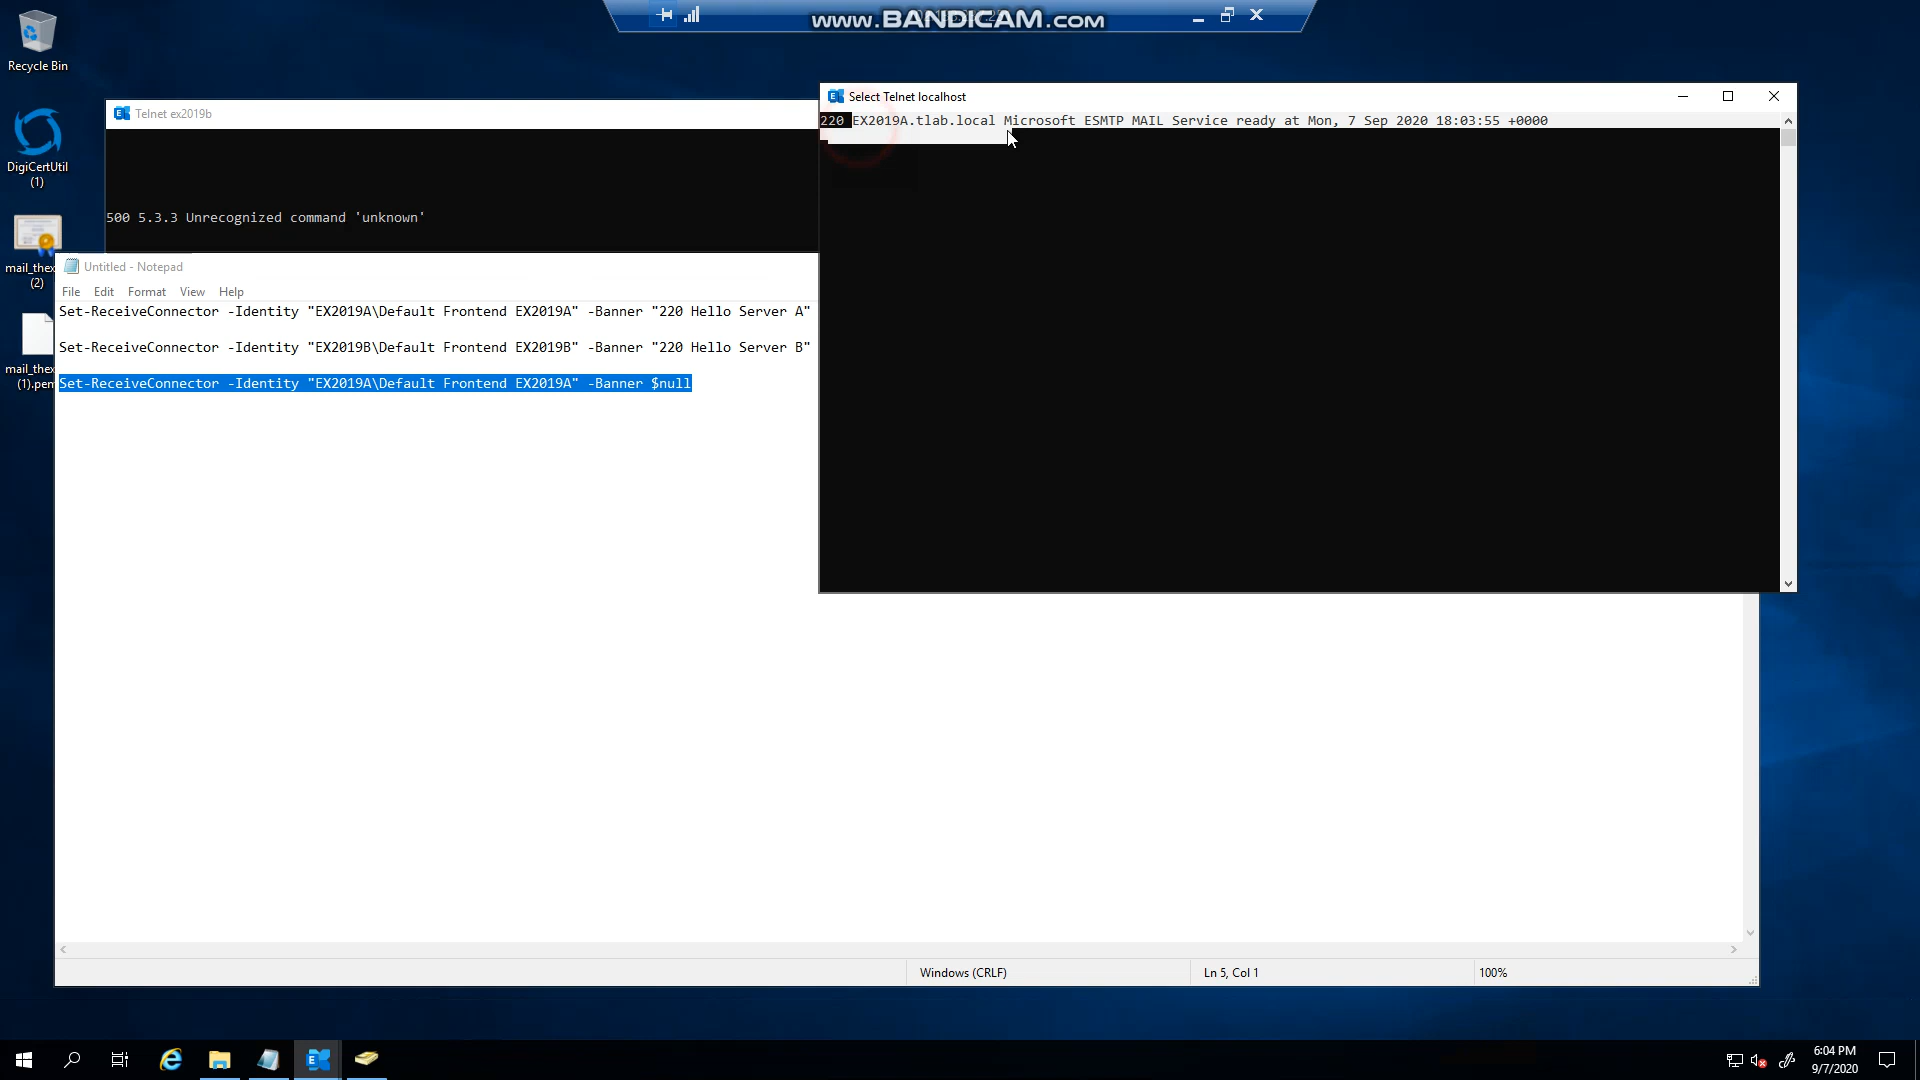 Recycle Bin
DigiCertUtil
(1)
mail_thex
(2)
mail_thex
(1).pem
www.BANDICAM.com
Telnet ex2019b
500 5.3.3 Unrecognized command 'unknown'
Select Telnet localhost
220 EX2019A.tlab.local Microsoft ESMTP MAIL Service ready at Mon, 7 Sep 2020 18:03:55 +0000
Untitled - Notepad
File Edit Format View Help
Set-ReceiveConnector -Identity "EX2019A\Default Frontend EX2019A" -Banner "220 Hello Server A"
Set-ReceiveConnector -Identity "EX2019B\Default Frontend EX2019B" -Banner "220 Hello Server B"
Set-ReceiveConnector -Identity "EX2019A\Default Frontend EX2019A" -Banner $null
Windows (CRLF) Ln 5, Col 1 100%
6:04 PM
9/7/2020